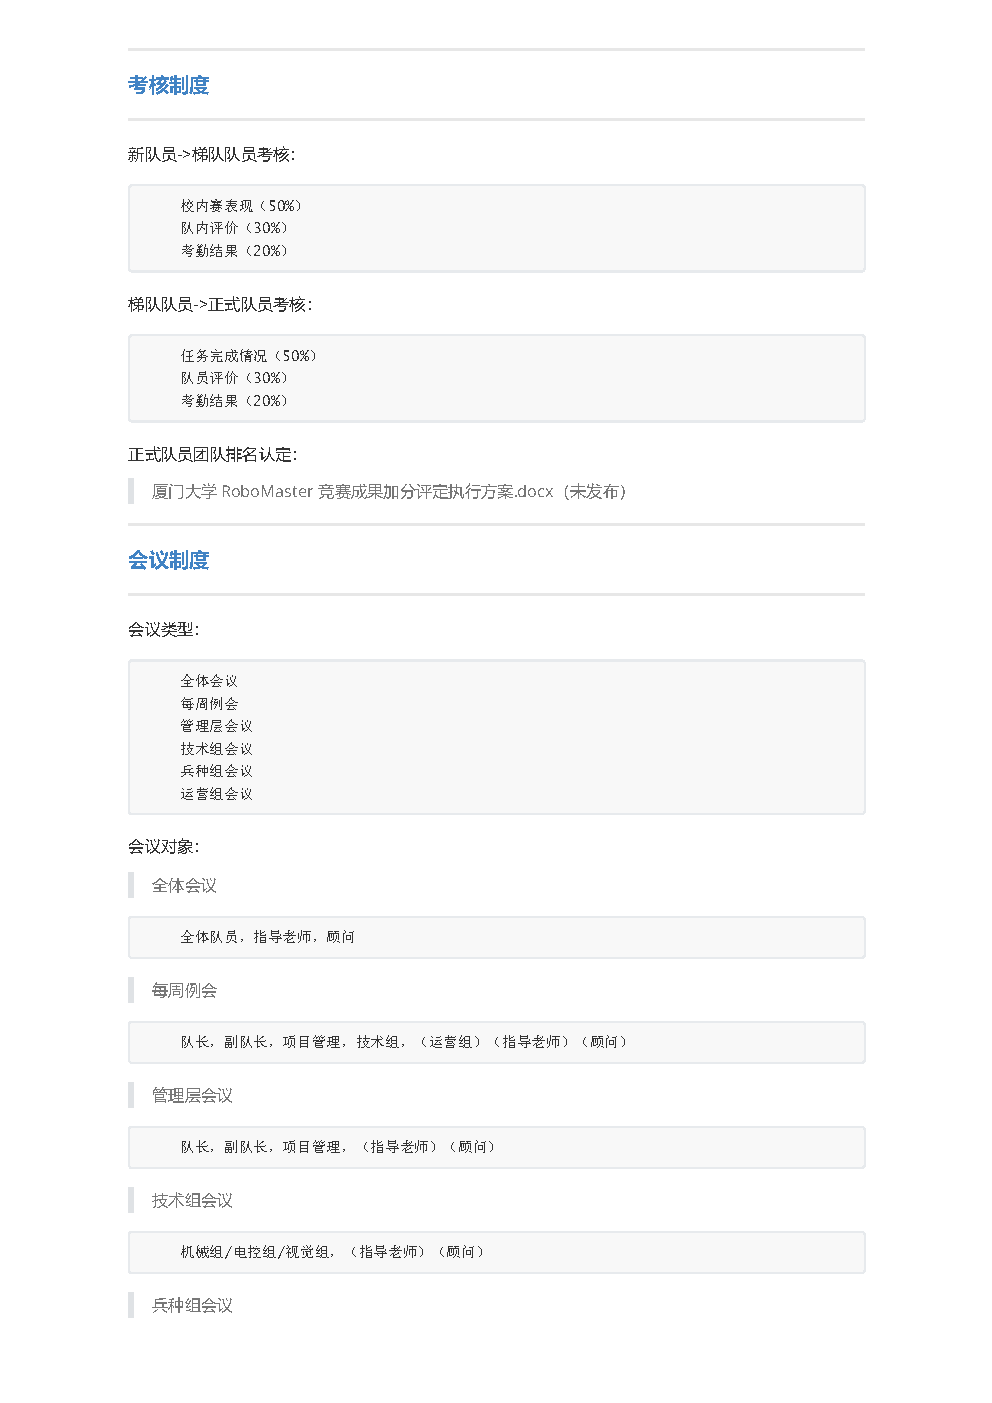 考核制度
新队员->梯队队员考核：
校内赛表现（50%）
队内评价（30%）
考勤结果（20%）
梯队队员->正式队员考核：
任务完成情况（50%）
队员评价（30%）
考勤结果（20%）
正式队员团队排名认定：
厦门大学 RoboMaster 竞赛成果加分评定执行方案.docx（未发布）
会议制度
会议类型：
全体会议
每周例会
管理层会议
技术组会议
兵种组会议
运营组会议
会议对象：
全体会议
全体队员，指导老师，顾问
每周例会
队长，副队长，项目管理，技术组，（运营组）（指导老师）（顾问）
管理层会议
队长，副队长，项目管理，（指导老师）（顾问）
技术组会议
机械组/电控组/视觉组，（指导老师）（顾问）
兵种组会议